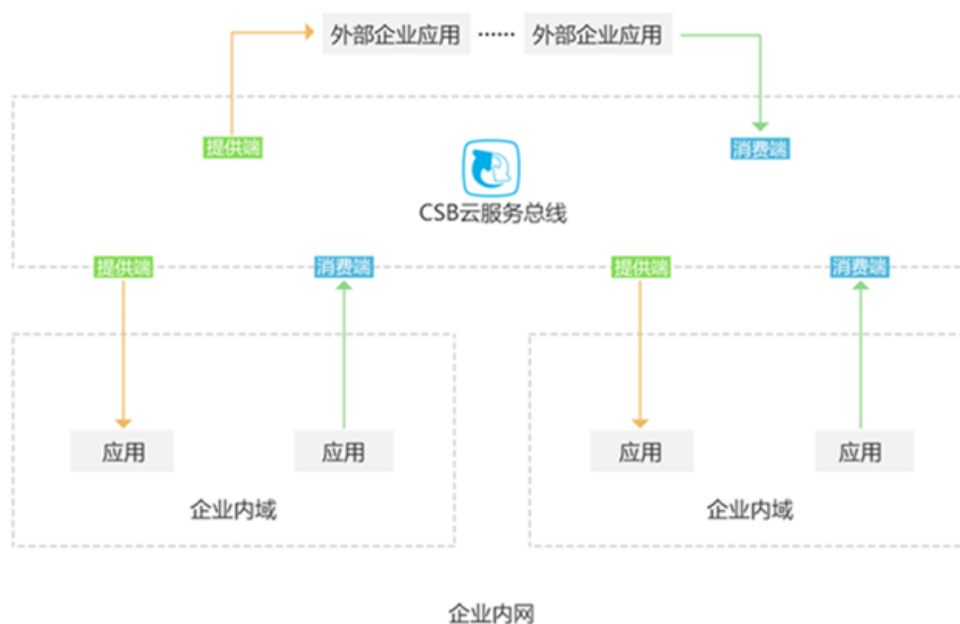 外部企业应用 ······ 外部企业应用
提供端
消费端
CSB云服务总线
提供端 消费端 提供端 消费端
应用 应用 应用 应用
企业内域 企业内域
企业内网